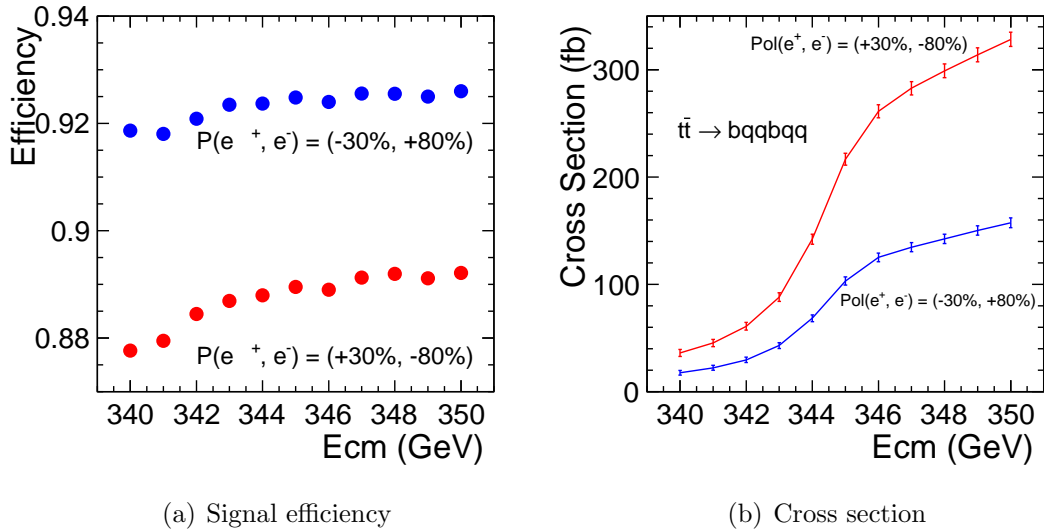 0.94
0.92
0.9
0.88
Efficiency
P(e⁺, e⁻) = (-30%, +80%)
P(e⁺, e⁻) = (+30%, -80%)
340 342 344 346 348 350
Ecm (GeV)
(a) Signal efficiency
300
200
100
0
Cross Section (fb)
Pol(e⁺, e⁻) = (+30%, -80%)
tt̄ → bqqbqq
Pol(e⁺, e⁻) = (-30%, +80%)
340 342 344 346 348 350
Ecm (GeV)
(b) Cross section